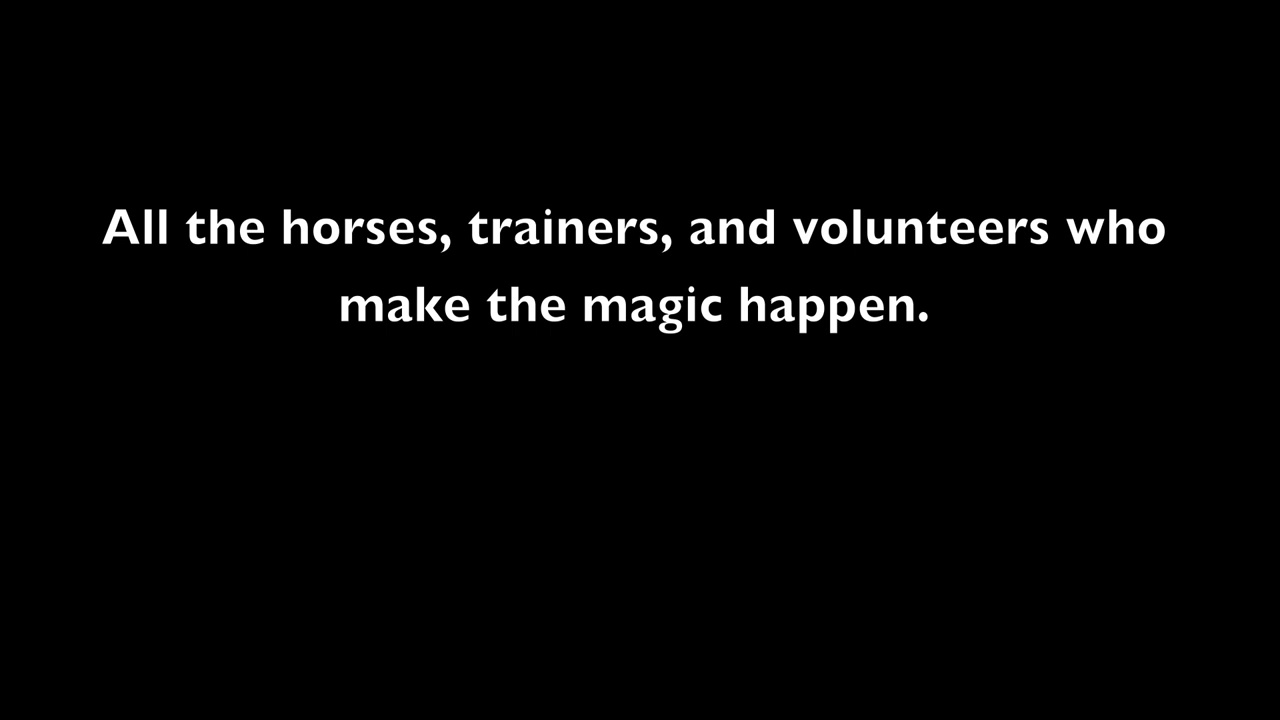 All the horses, trainers, and volunteers who
make the magic happen.